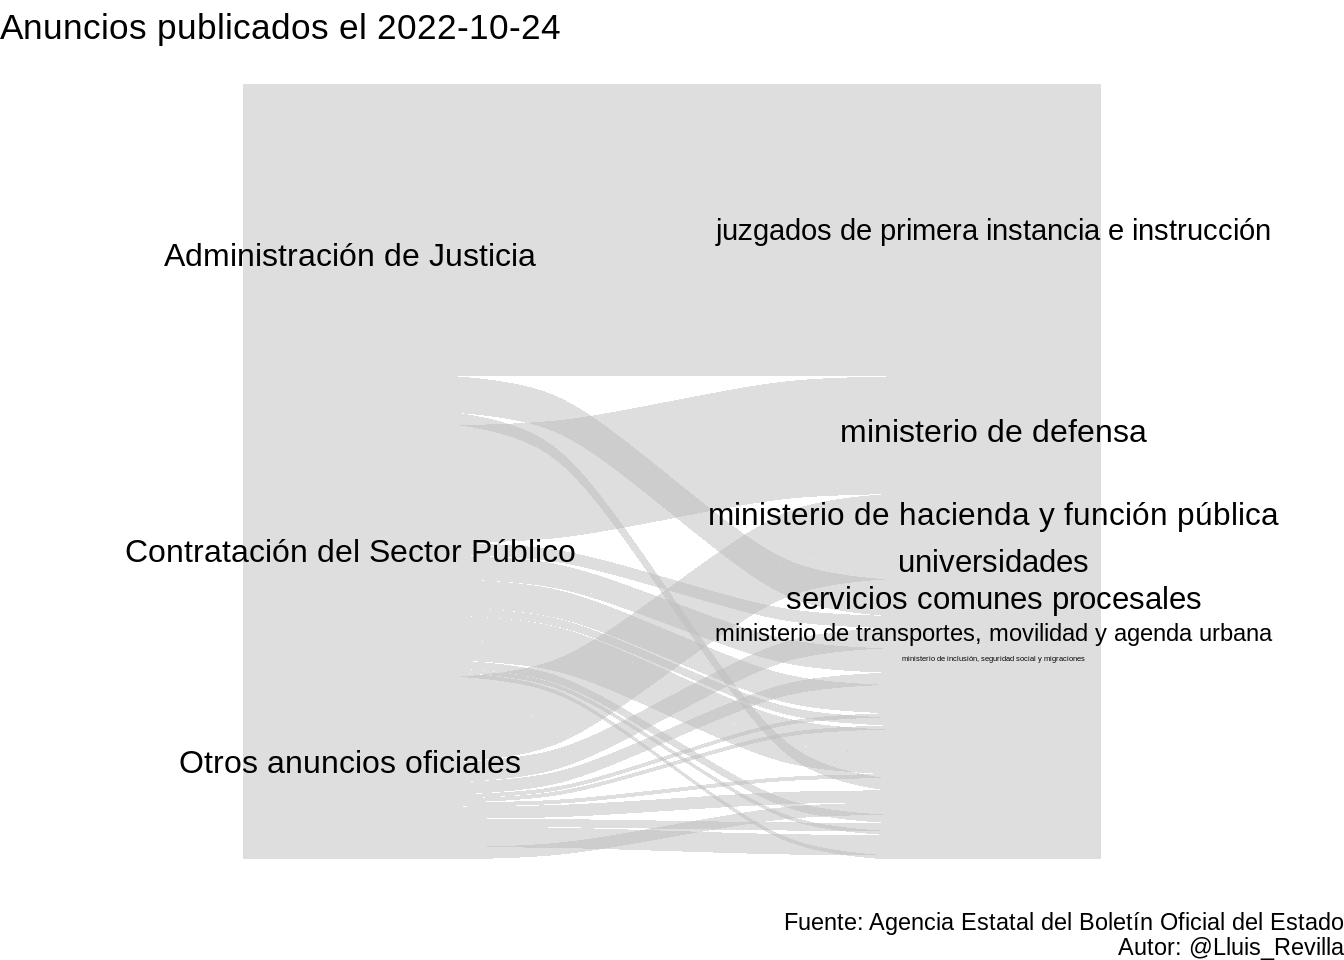 Anuncios publicados el 2022-10-24
juzgados de primera instancia e instrucción
Administración de Justicia
ministerio de defensa
ministerio de hacienda y función pública
Contratación del Sector Público
universidades
servicios comunes procesales
ministerio de transportes, movilidad y agenda urbana
ministerio de inclusión, seguridad social y migraciones
Otros anuncios oficiales
Fuente: Agencia Estatal del Boletín Oficial del Estado
Autor: @Lluis_Revilla